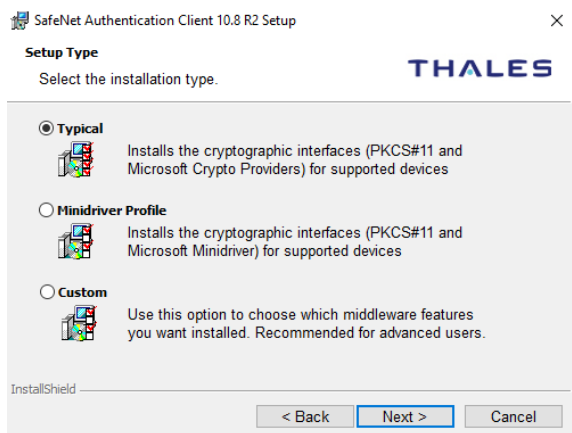 SafeNet Authentication Client 10.8 R2 Setup
Setup Type
Select the installation type.
THALES
Typical
Installs the cryptographic interfaces (PKCS#11 and
Microsoft Crypto Providers) for supported devices
Minidriver Profile
Installs the cryptographic interfaces (PKCS#11 and
Microsoft Minidriver) for supported devices
Custom
Use this option to choose which middleware features
you want installed. Recommended for advanced users.
InstallShield
< Back
Next >
Cancel